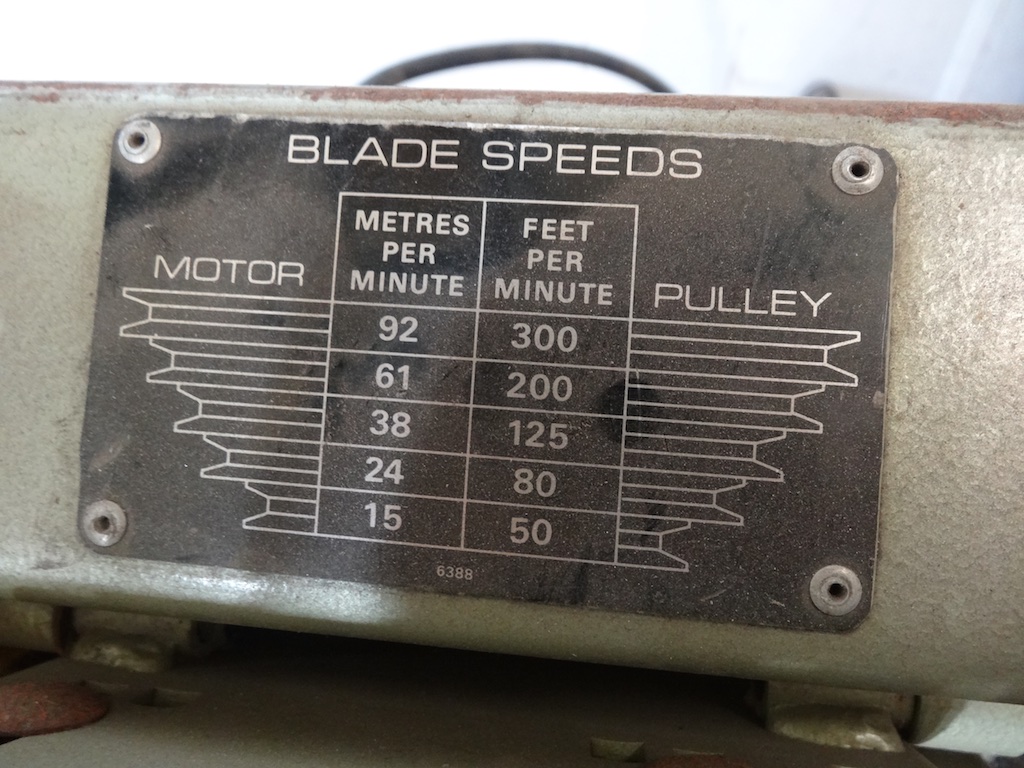 BLADE SPEEDS
METRES PER MINUTE
FEET PER MINUTE
MOTOR
PULLEY
92 300
61 200
38 125
24 80
15 50
6388